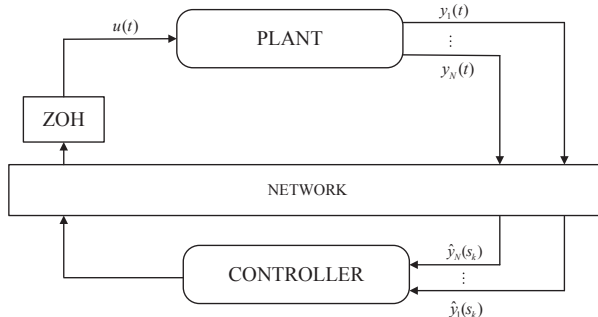 u(t)
PLANT
y₁(t)
⋮
y_N(t)
ZOH
NETWORK
CONTROLLER
ŷ_N(s_k)
⋮
ŷ₁(s_k)